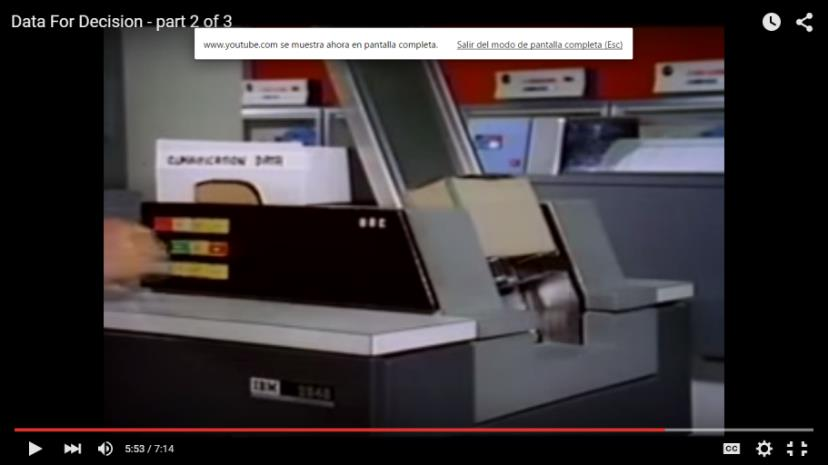 Data For Decision - part 2 of 3
www.youtube.com se muestra ahora en pantalla completa. Salir del modo de pantalla completa (Esc)
DATA
IBM
5:53 / 7:14
CC